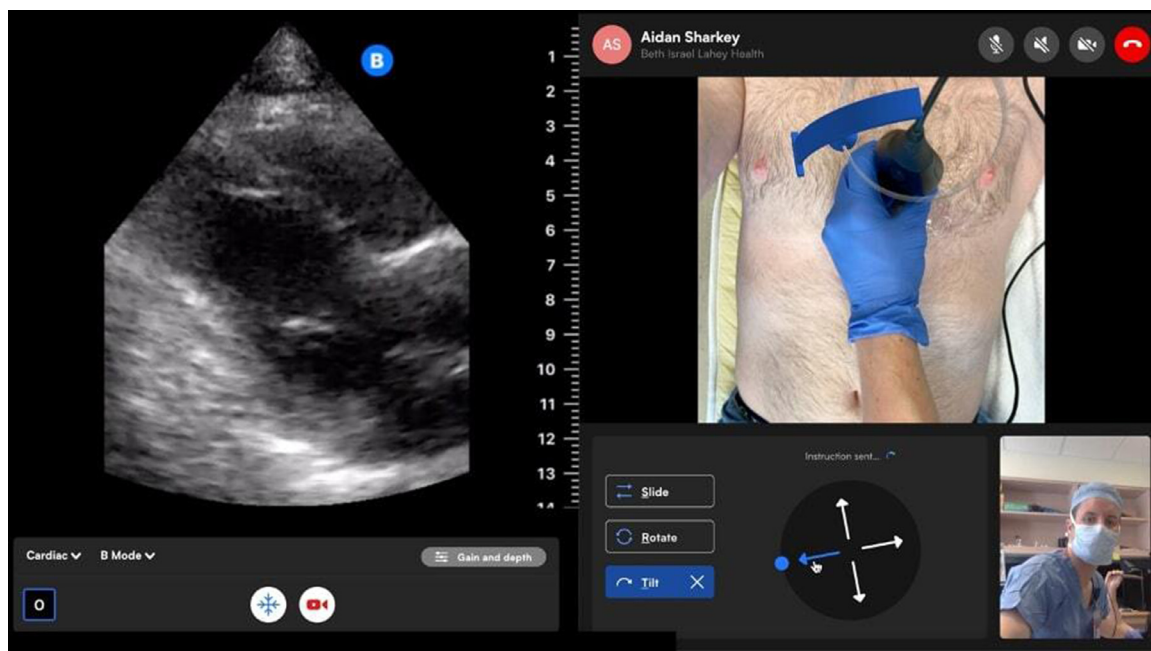 B
1
2
3
4
5
6
7
8
9
10
11
12
13
Cardiac B Mode Gain and depth
0
AS Aidan Sharkey
Beth Israel Lahey Health
Instruction sent...
Slide
Rotate
Tilt